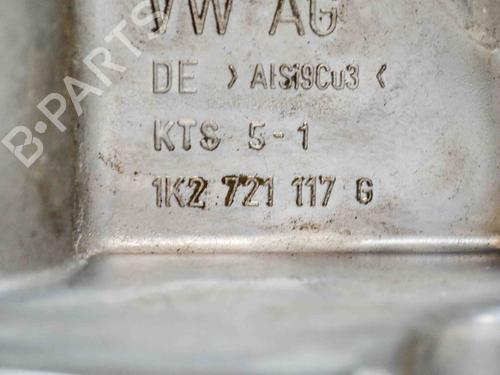 VW AG
DE >AlSi9Cu3<
KTS 5-1
1K2 721 117 G
B-PARTS